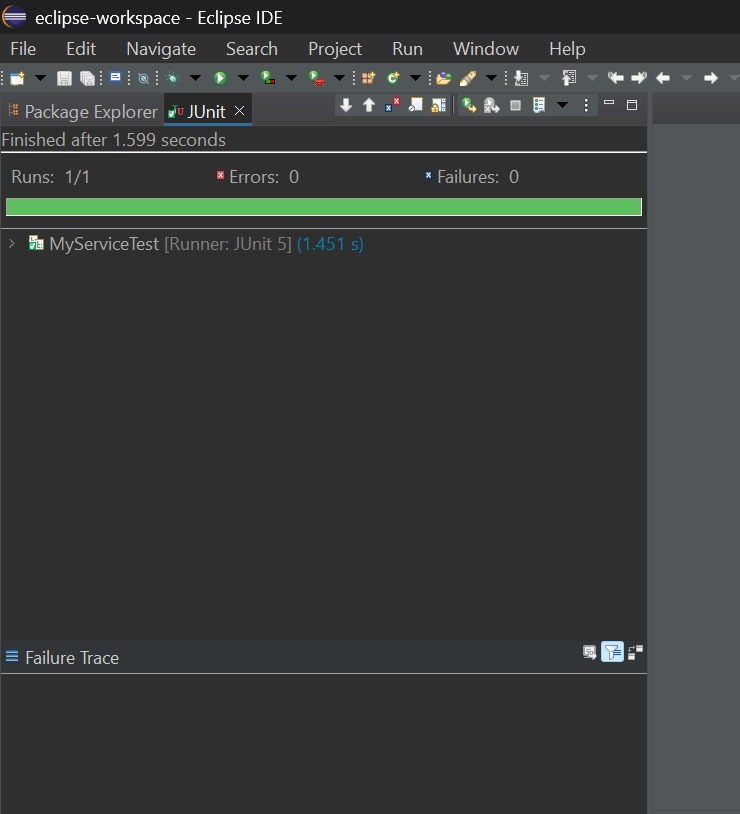 eclipse-workspace - Eclipse IDE
File Edit Navigate Search Project Run Window Help
Package Explorer JUnit
Finished after 1.599 seconds
Runs: 1/1 Errors: 0 Failures: 0
MyServiceTest [Runner: JUnit 5] (1.451 s)
Failure Trace